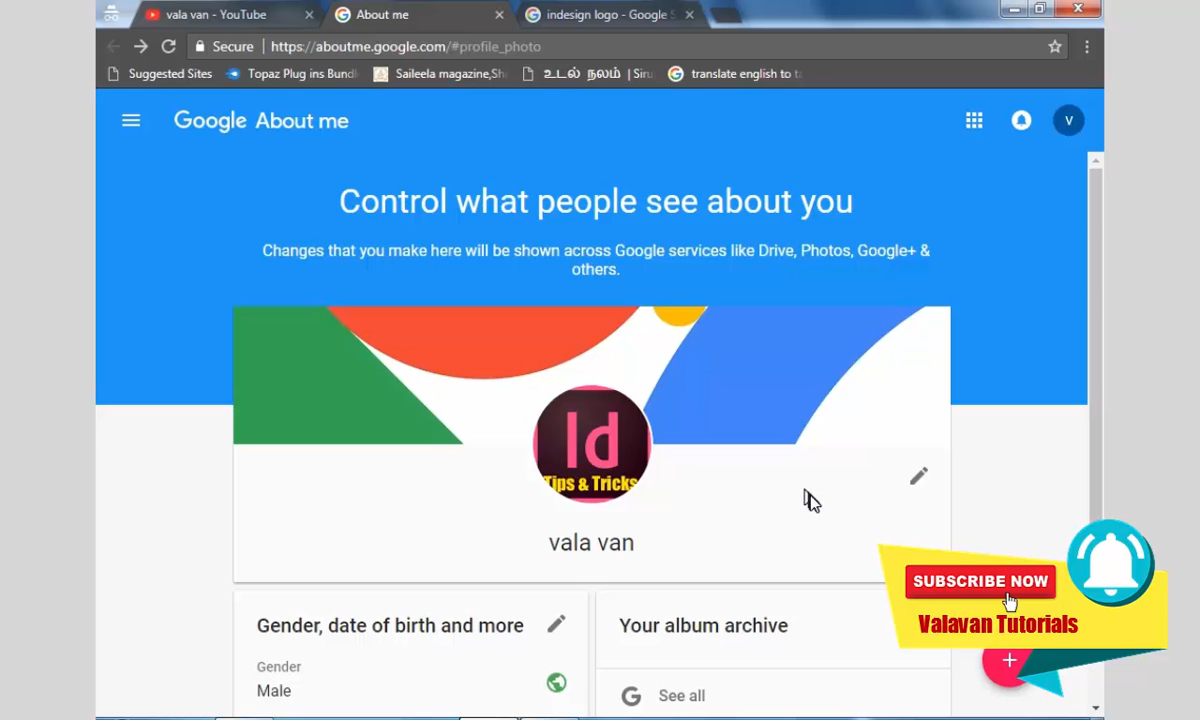 vala van - YouTube
About me
indesign logo - Google S
Secure
https://aboutme.google.com/#profile_photo
Suggested Sites
Topaz Plug ins Bundl
Saileela magazine,Sh
உடல் நலம் | Siru
translate english to ta
Google About me
V
Control what people see about you
Changes that you make here will be shown across Google services like Drive, Photos, Google+ &
others.
Id
Tips & Tricks
vala van
Gender, date of birth and more
Your album archive
Gender
Male
See all
SUBSCRIBE NOW
Valavan Tutorials